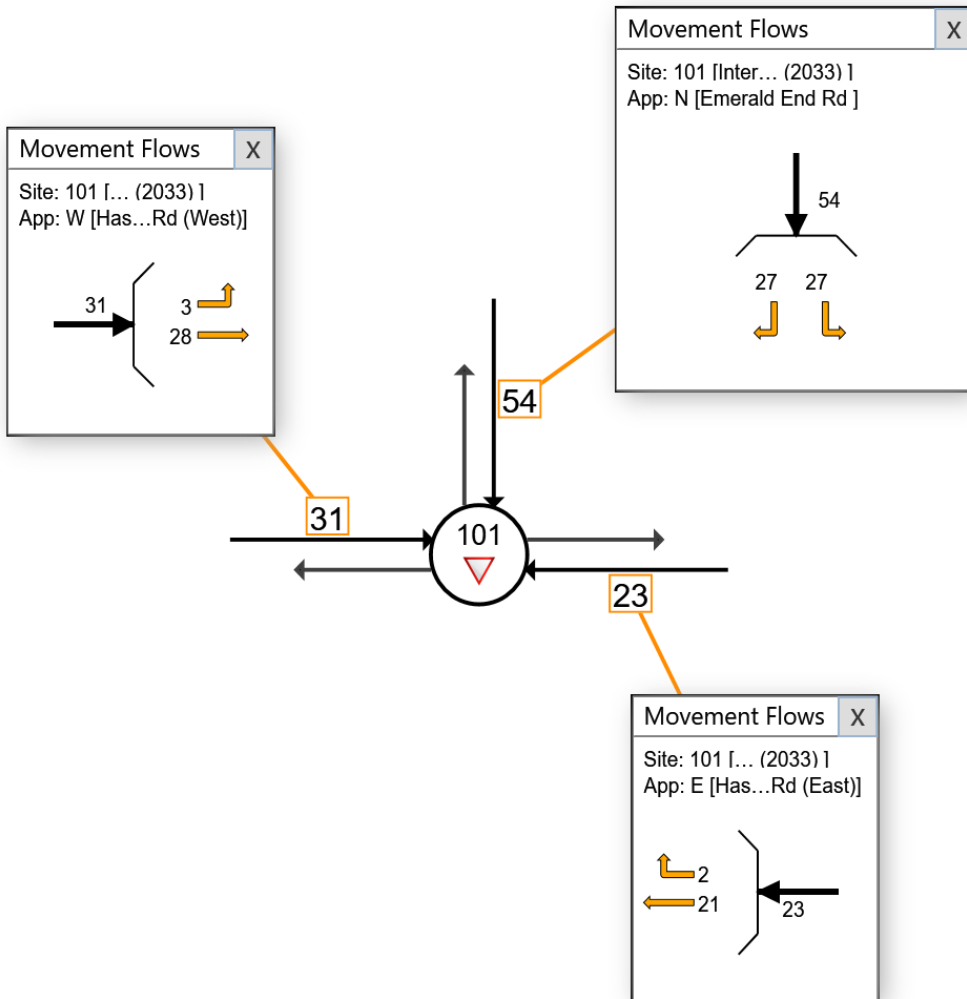 Movement Flows X
Site: 101 [Inter... (2033) ]
App: N [Emerald End Rd ]
54
27 27
Movement Flows X
Site: 101 [... (2033) ]
App: W [Has...Rd (West)]
31
3
28
54
31
101
23
Movement Flows X
Site: 101 [... (2033) ]
App: E [Has...Rd (East)]
2
21
23